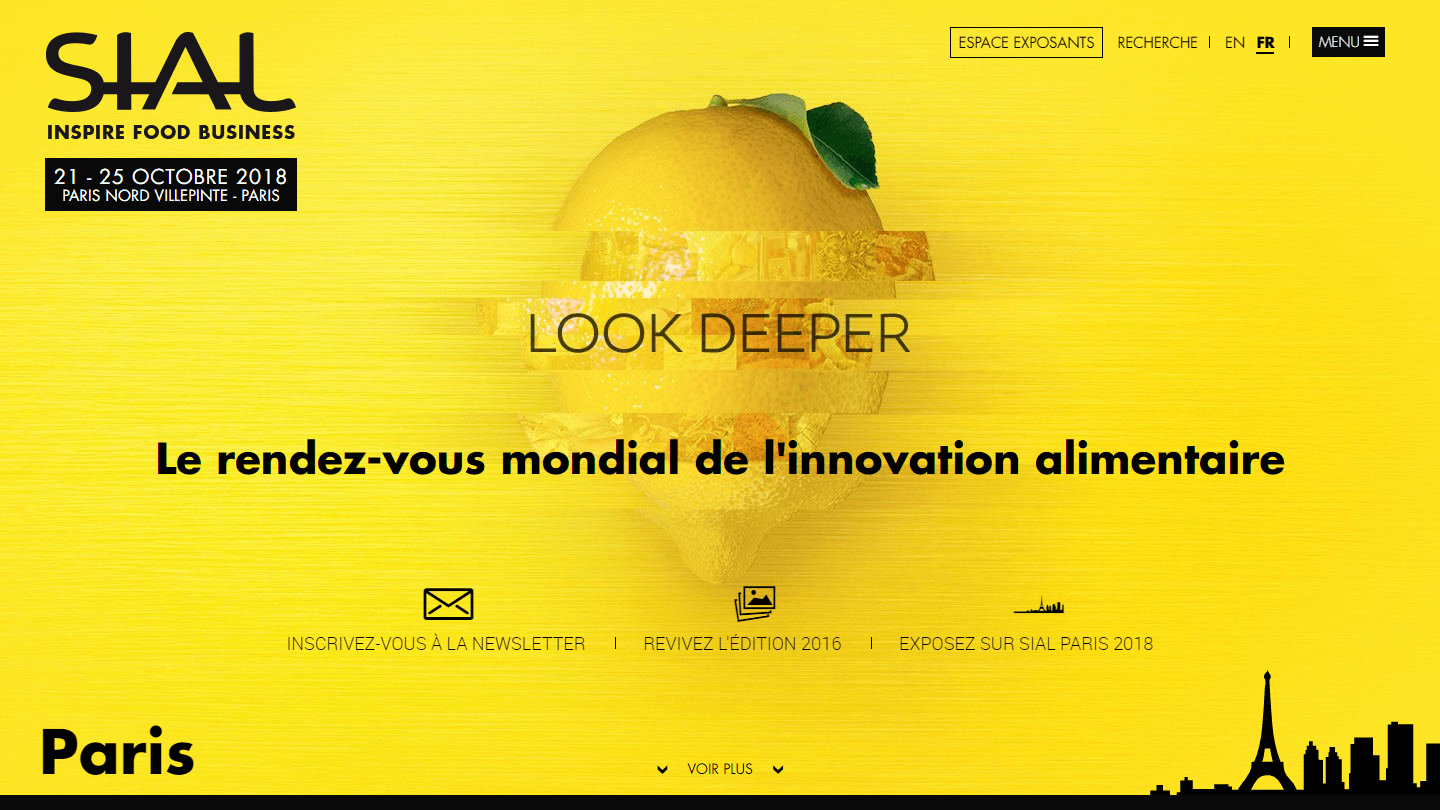 SIAL
INSPIRE FOOD BUSINESS
21 - 25 OCTOBRE 2018
PARIS NORD VILLEPINTE - PARIS
ESPACE EXPOSANTS
RECHERCHE
EN
FR
MENU
LOOK DEEPER
Le rendez-vous mondial de l'innovation alimentaire
INSCRIVEZ-VOUS À LA NEWSLETTER
REVIVEZ L'ÉDITION 2016
EXPOSEZ SUR SIAL PARIS 2018
Paris
VOIR PLUS